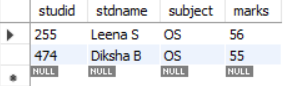 studid stdname subject marks
255 Leena S OS 56
474 Diksha B OS 55
NULL NULL NULL NULL